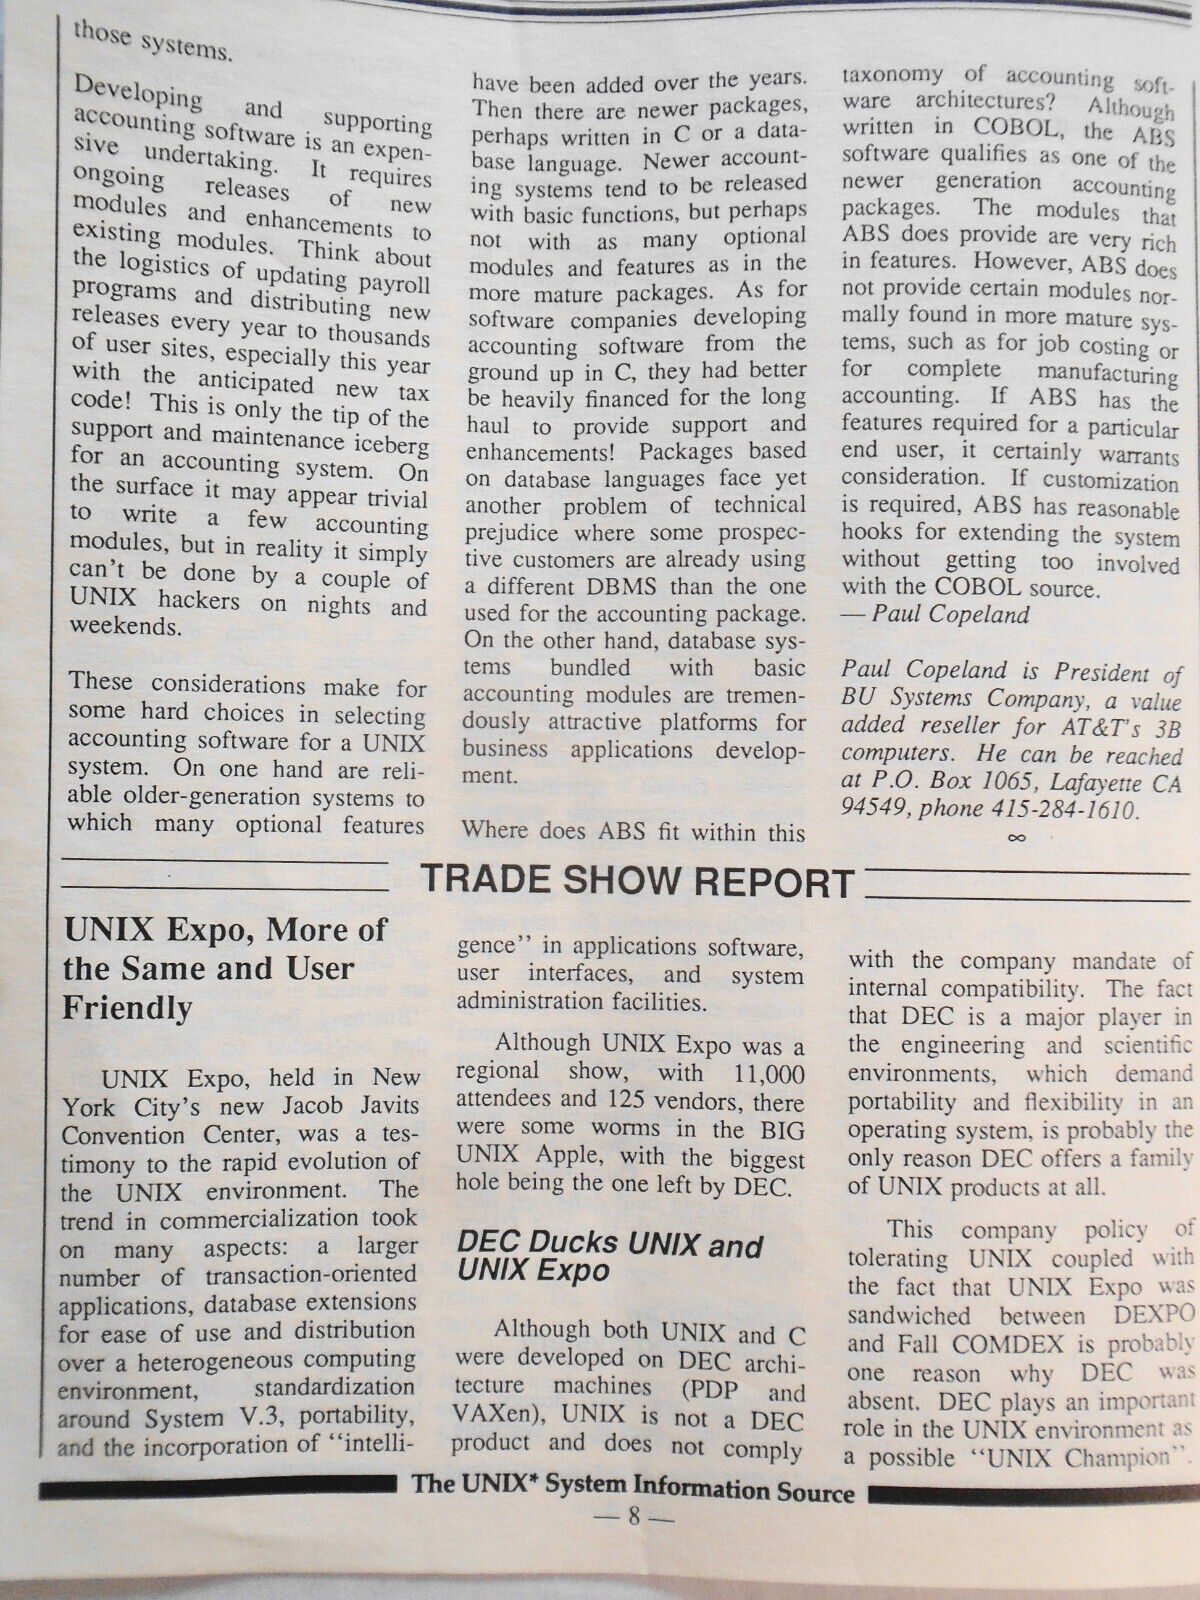 those systems.
Developing and supporting
accounting software is an expen-
sive undertaking. It requires
ongoing releases of new
modules and enhancements to
existing modules. Think about
the logistics of updating payroll
programs and distributing new
releases every year to thousands
of user sites, especially this year
with the anticipated new tax
code! This is only the tip of the
support and maintenance iceberg
for an accounting system. On
the surface it may appear trivial
to write a few accounting
modules, but in reality it simply
can't be done by a couple of
UNIX hackers on nights and
weekends.
These considerations make for
some hard choices in selecting
accounting software for a UNIX
system. On one hand are reli-
able older-generation systems to
which many optional features
have been added over the years.
Then there are newer packages,
perhaps written in C or a data-
base language. Newer account-
ing systems tend to be released
with basic functions, but perhaps
not with as many optional
modules and features as in the
more mature packages. As for
software companies developing
accounting software from the
ground up in C, they had better
be heavily financed for the long
haul to provide support and
enhancements! Packages based
on database languages face yet
another problem of technical
prejudice where some prospec-
tive customers are already using
a different DBMS than the one
used for the accounting package.
On the other hand, database sys-
tems bundled with basic
accounting modules are tremen-
dously attractive platforms for
business applications develop-
ment.
Where does ABS fit within this
taxonomy of accounting soft-
ware architectures? Although
written in COBOL, the ABS
software qualifies as one of the
newer generation accounting
packages. The modules that
ABS does provide are very rich
in features. However, ABS does
not provide certain modules nor-
mally found in more mature sys-
tems, such as for job costing or
for complete manufacturing
accounting. If ABS has the
features required for a particular
end user, it certainly warrants
consideration. If customization
is required, ABS has reasonable
hooks for extending the system
without getting too involved
with the COBOL source.
— Paul Copeland
Paul Copeland is President of
BU Systems Company, a value
added reseller for AT&T's 3B
computers. He can be reached
at P.O. Box 1065, Lafayette CA
94549, phone 415-284-1610.
∞
TRADE SHOW REPORT
UNIX Expo, More of
the Same and User
Friendly
UNIX Expo, held in New
York City's new Jacob Javits
Convention Center, was a tes-
timony to the rapid evolution of
the UNIX environment. The
trend in commercialization took
on many aspects: a larger
number of transaction-oriented
applications, database extensions
for ease of use and distribution
over a heterogeneous computing
environment, standardization
around System V.3, portability,
and the incorporation of "intelli-
gence" in applications software,
user interfaces, and system
administration facilities.
Although UNIX Expo was a
regional show, with 11,000
attendees and 125 vendors, there
were some worms in the BIG
UNIX Apple, with the biggest
hole being the one left by DEC.
DEC Ducks UNIX and
UNIX Expo
Although both UNIX and C
were developed on DEC archi-
tecture machines (PDP and
VAXen), UNIX is not a DEC
product and does not comply
with the company mandate of
internal compatibility. The fact
that DEC is a major player in
the engineering and scientific
environments, which demand
portability and flexibility in an
operating system, is probably the
only reason DEC offers a family
of UNIX products at all.
This company policy of
tolerating UNIX coupled with
the fact that UNIX Expo was
sandwiched between DEXPO
and Fall COMDEX is probably
one reason why DEC was
absent. DEC plays an important
role in the UNIX environment as
a possible "UNIX Champion".
The UNIX* System Information Source
— 8 —